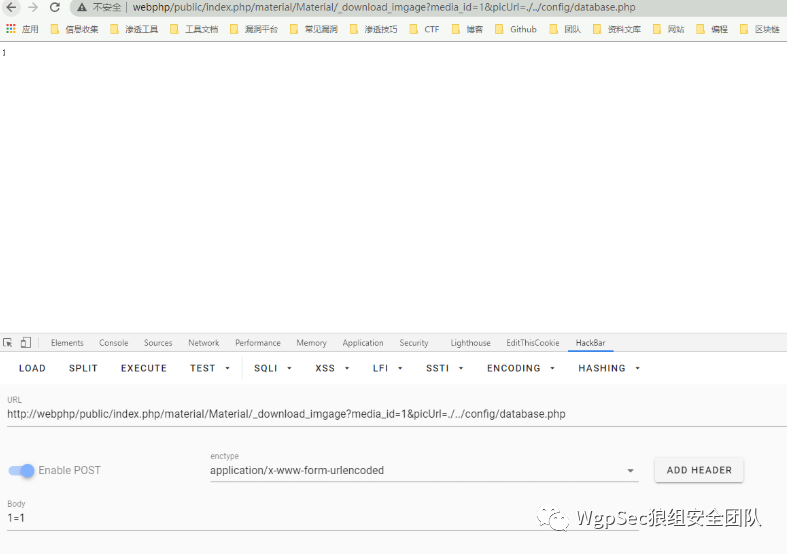 不安全 | webphp/public/index.php/material/Material/_download_imgage?media_id=1&picUrl=./../config/database.php
应用 信息收集 渗透工具 工具文档 漏洞平台 常见漏洞 渗透技巧 CTF 博客 Github 团队 资料文库 网站 编程 区块链
1
Elements Console Sources Network Performance Memory Application Security Lighthouse EditThisCookie HackBar
LOAD SPLIT EXECUTE TEST SQLI XSS LFI SSTI ENCODING HASHING
URL
http://webphp/public/index.php/material/Material/_download_imgage?media_id=1&picUrl=./../config/database.php
Enable POST
enctype
application/x-www-form-urlencoded
ADD HEADER
Body
1=1
WgpSec狼组安全团队